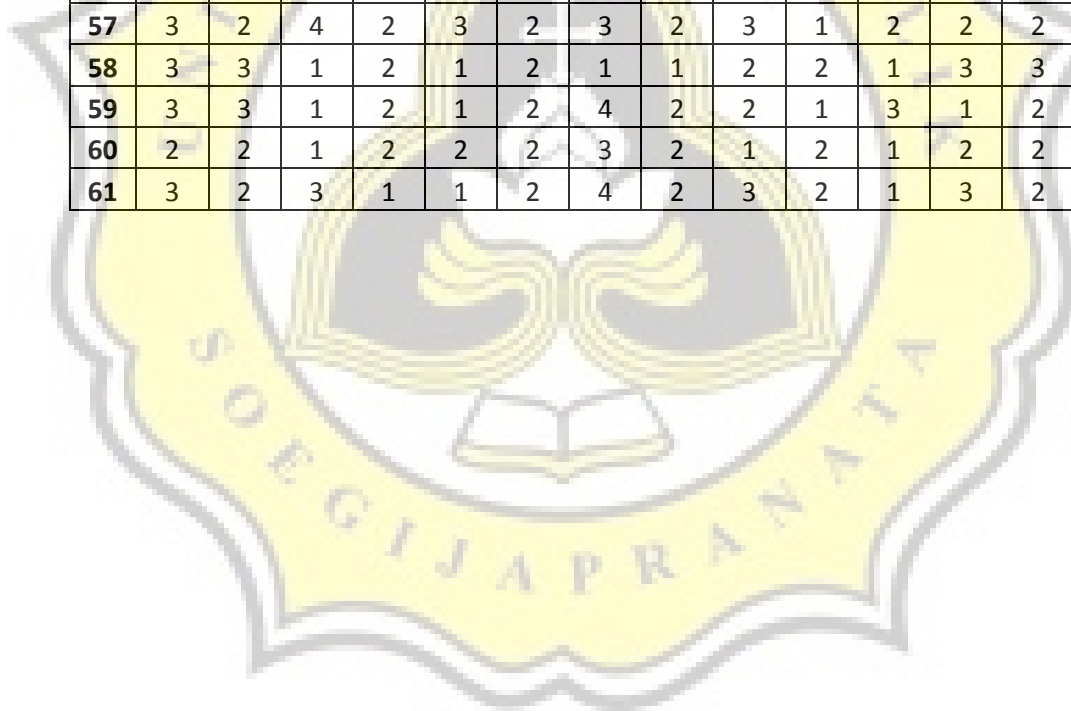 57 3 2 4 2 3 2 3 2 3 1 2 2 2
58 3 3 1 2 1 2 1 1 2 2 1 3 3
59 3 3 1 2 1 2 4 2 2 1 3 1 2
60 2 2 1 2 2 2 3 2 1 2 1 2 2
61 3 2 3 1 1 2 4 2 3 2 1 3 2
SOEGIJAPRANATA